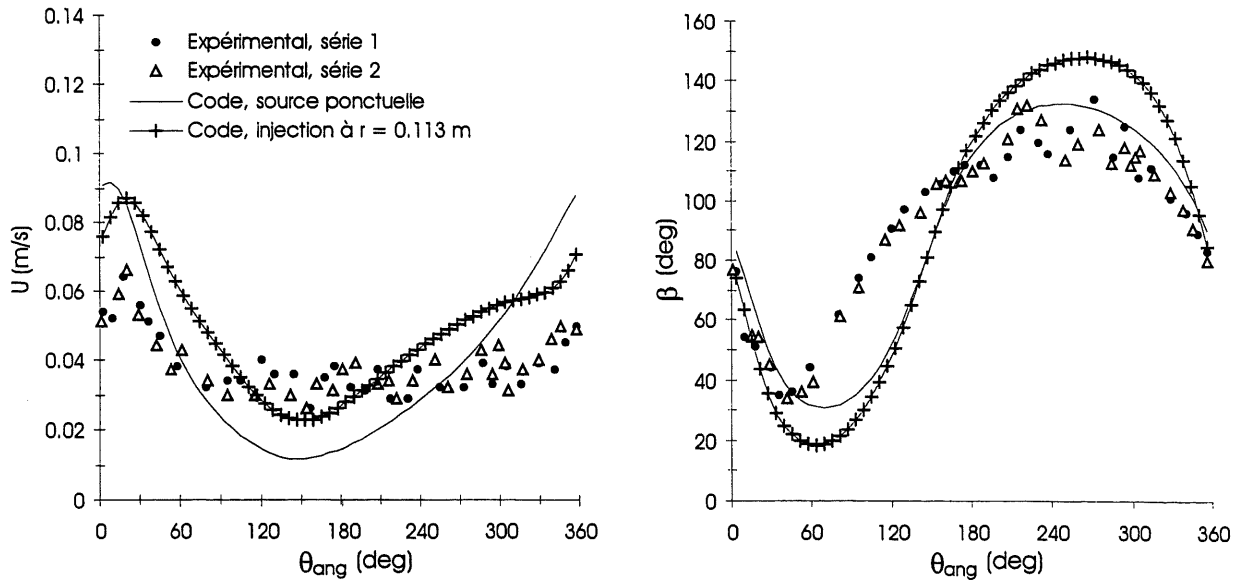 0.14
0.12
0.1
0.08
0.06
0.04
0.02
0
U (m/s)
Expérimental, série 1
Expérimental, série 2
Code, source ponctuelle
Code, injection à r = 0.113 m
0 60 120 180 240 300 360
θang (deg)
160
140
120
100
80
60
40
20
0
β (deg)
0 60 120 180 240 300 360
θang (deg)